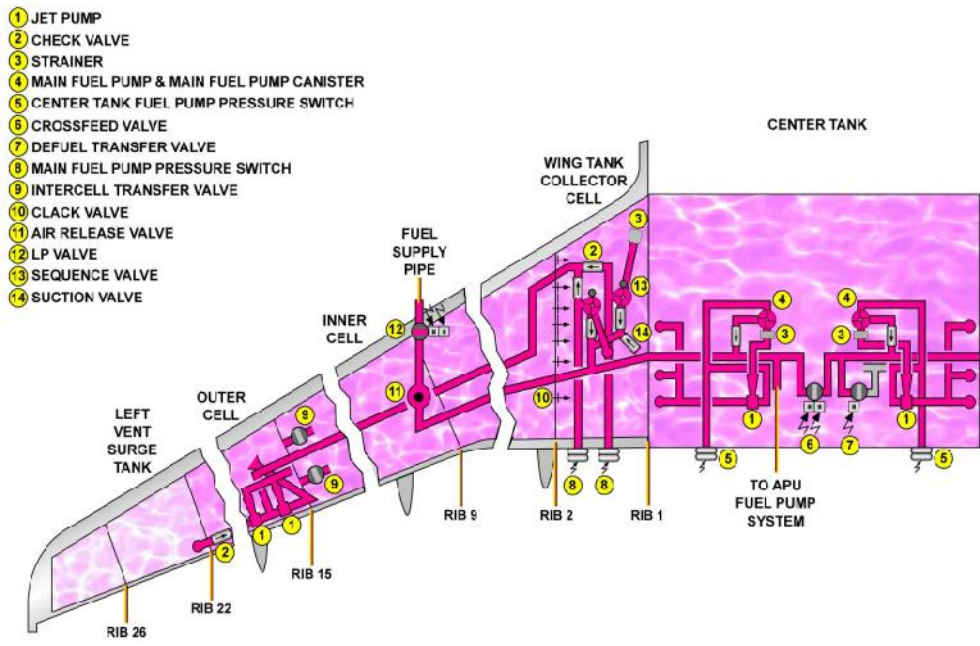 1 JET PUMP
2 CHECK VALVE
3 STRAINER
4 MAIN FUEL PUMP & MAIN FUEL PUMP CANISTER
5 CENTER TANK FUEL PUMP PRESSURE SWITCH
6 CROSSFEED VALVE
7 DEFUEL TRANSFER VALVE
8 MAIN FUEL PUMP PRESSURE SWITCH
9 INTERCELL TRANSFER VALVE
10 CLACK VALVE
11 AIR RELEASE VALVE
12 LP VALVE
13 SEQUENCE VALVE
14 SUCTION VALVE
CENTER TANK
WING TANK
COLLECTOR
CELL
FUEL
SUPPLY
PIPE
INNER
CELL
OUTER
CELL
LEFT
VENT
SURGE
TANK
3
2
13
14
12
11
10
9
9
4
4
3
3
1
1
6
7
5
5
8
8
1
1
2
M
M
M
M
M
TO APU
FUEL PUMP
SYSTEM
RIB 9
RIB 2
RIB 1
RIB 15
RIB 22
RIB 26